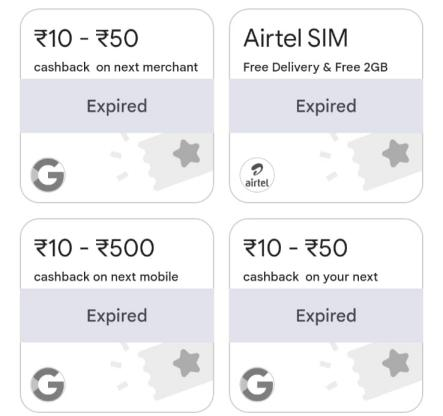 ₹10 - ₹50
cashback on next merchant
Expired
Airtel SIM
Free Delivery & Free 2GB
Expired
airtel
₹10 - ₹500
cashback on next mobile
Expired
₹10 - ₹50
cashback on your next
Expired